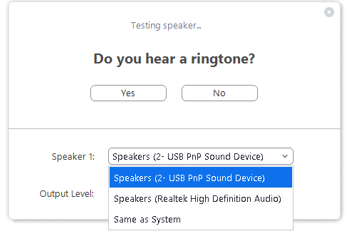 Testing speaker...
Do you hear a ringtone?
Yes No
Speaker 1: Speakers (2- USB PnP Sound Device)
Speakers (2- USB PnP Sound Device)
Output Level: Speakers (Realtek High Definition Audio)
Same as System